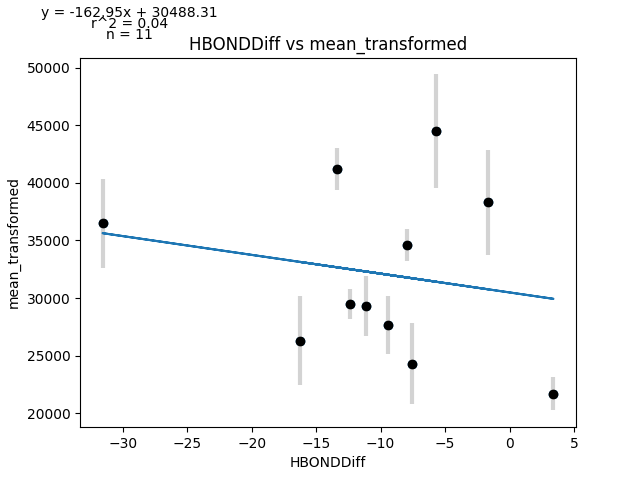 y = -162.95x + 30488.31
r^2 = 0.04
n = 11
HBONDDiff vs mean_transformed
50000
45000
40000
35000
30000
25000
20000
mean_transformed
−30
−25
−20
−15
−10
−5
0
5
HBONDDiff